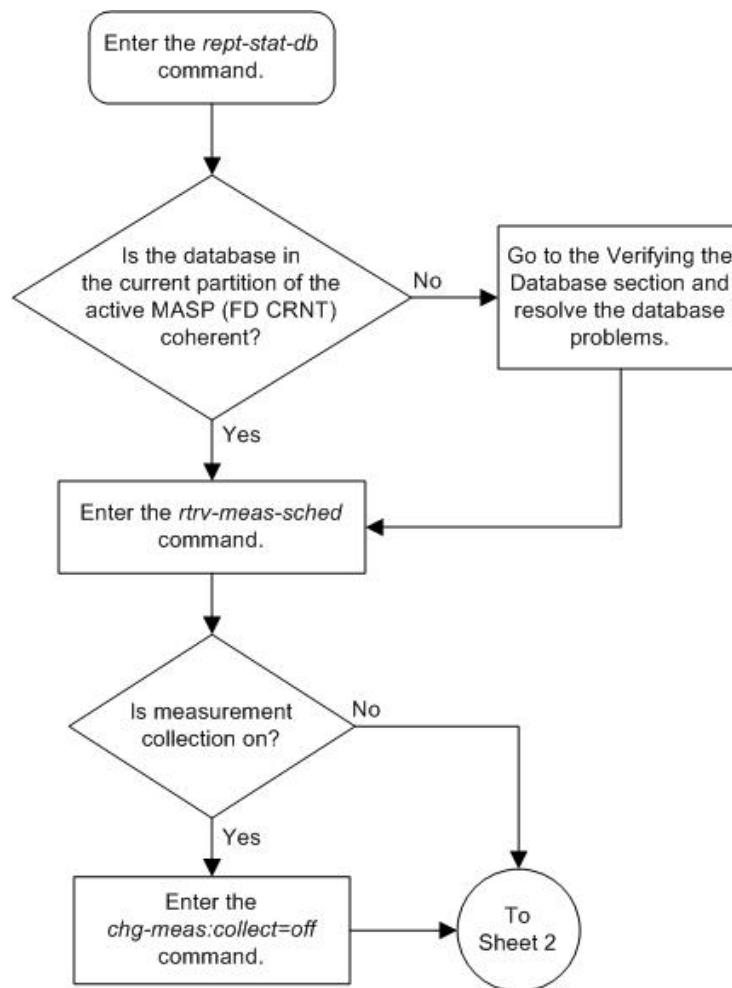 Enter the rept-stat-db
command.
Is the database in
the current partition of the
active MASP (FD CRNT)
coherent?
No
Go to the Verifying the
Database section and
resolve the database
problems.
Yes
Enter the rtrv-meas-sched
command.
Is measurement
collection on?
No
Yes
Enter the
chg-meas:collect=off
command.
To
Sheet 2